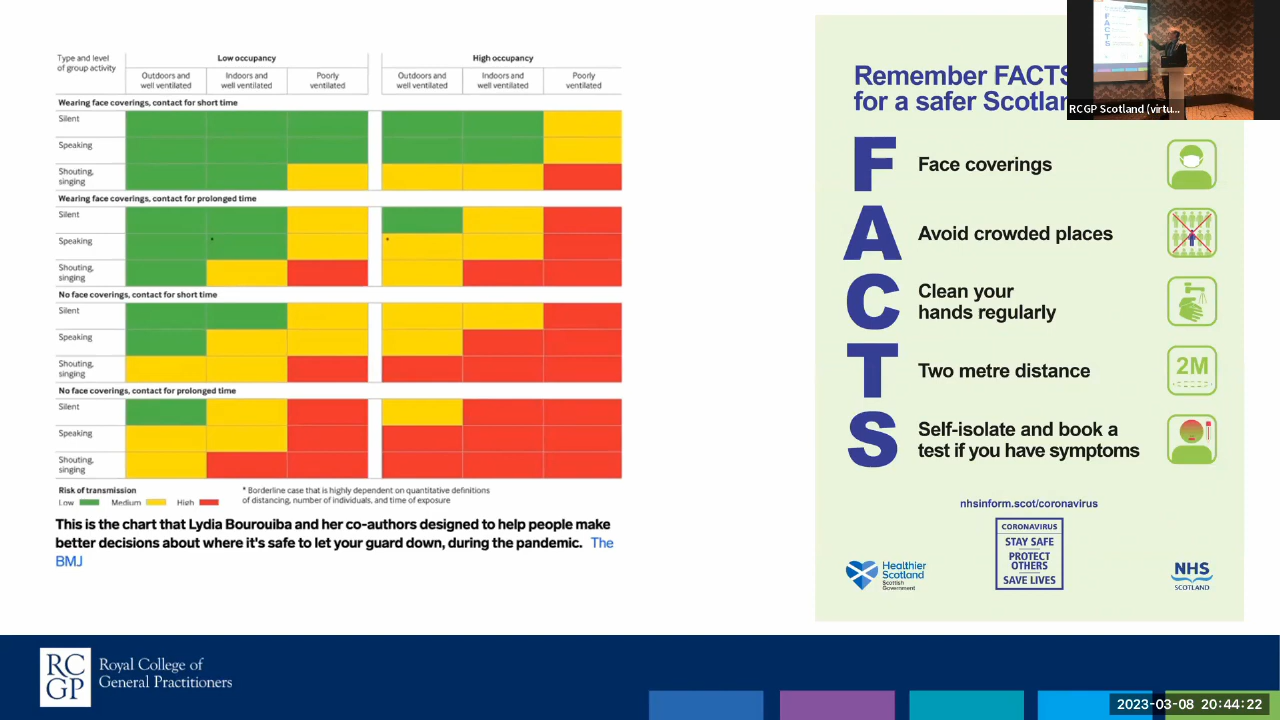 Type and level
of group activity
Low occupancy
High occupancy
Outdoors and
well ventilated
Indoors and
well ventilated
Poorly
ventilated
Outdoors and
well ventilated
Indoors and
well ventilated
Poorly
ventilated
Wearing face coverings, contact for short time
Silent
Speaking
Shouting,
singing
Wearing face coverings, contact for prolonged time
Silent
Speaking * *
Shouting,
singing
No face coverings, contact for short time
Silent
Speaking
Shouting,
singing
No face coverings, contact for prolonged time
Silent
Speaking
Shouting,
singing
Risk of transmission
Low Medium High
* Borderline case that is highly dependent on quantitative definitions
of distancing, number of individuals, and time of exposure
This is the chart that Lydia Bourouiba and her co-authors designed to help people make
better decisions about where it's safe to let your guard down, during the pandemic. The
BMJ
Remember FACTS
for a safer Scotlan
F Face coverings
A Avoid crowded places
C Clean your
hands regularly
T Two metre distance
2M
S Self-isolate and book a
test if you have symptoms
nhsinform.scot/coronavirus
CORONAVIRUS
STAY SAFE
PROTECT
OTHERS
SAVE LIVES
Healthier
Scotland
Scottish
Government
NHS
SCOTLAND
RCGP Scotland (virtu...
RC
GP
Royal College of
General Practitioners
2023-03-08 20:44:22